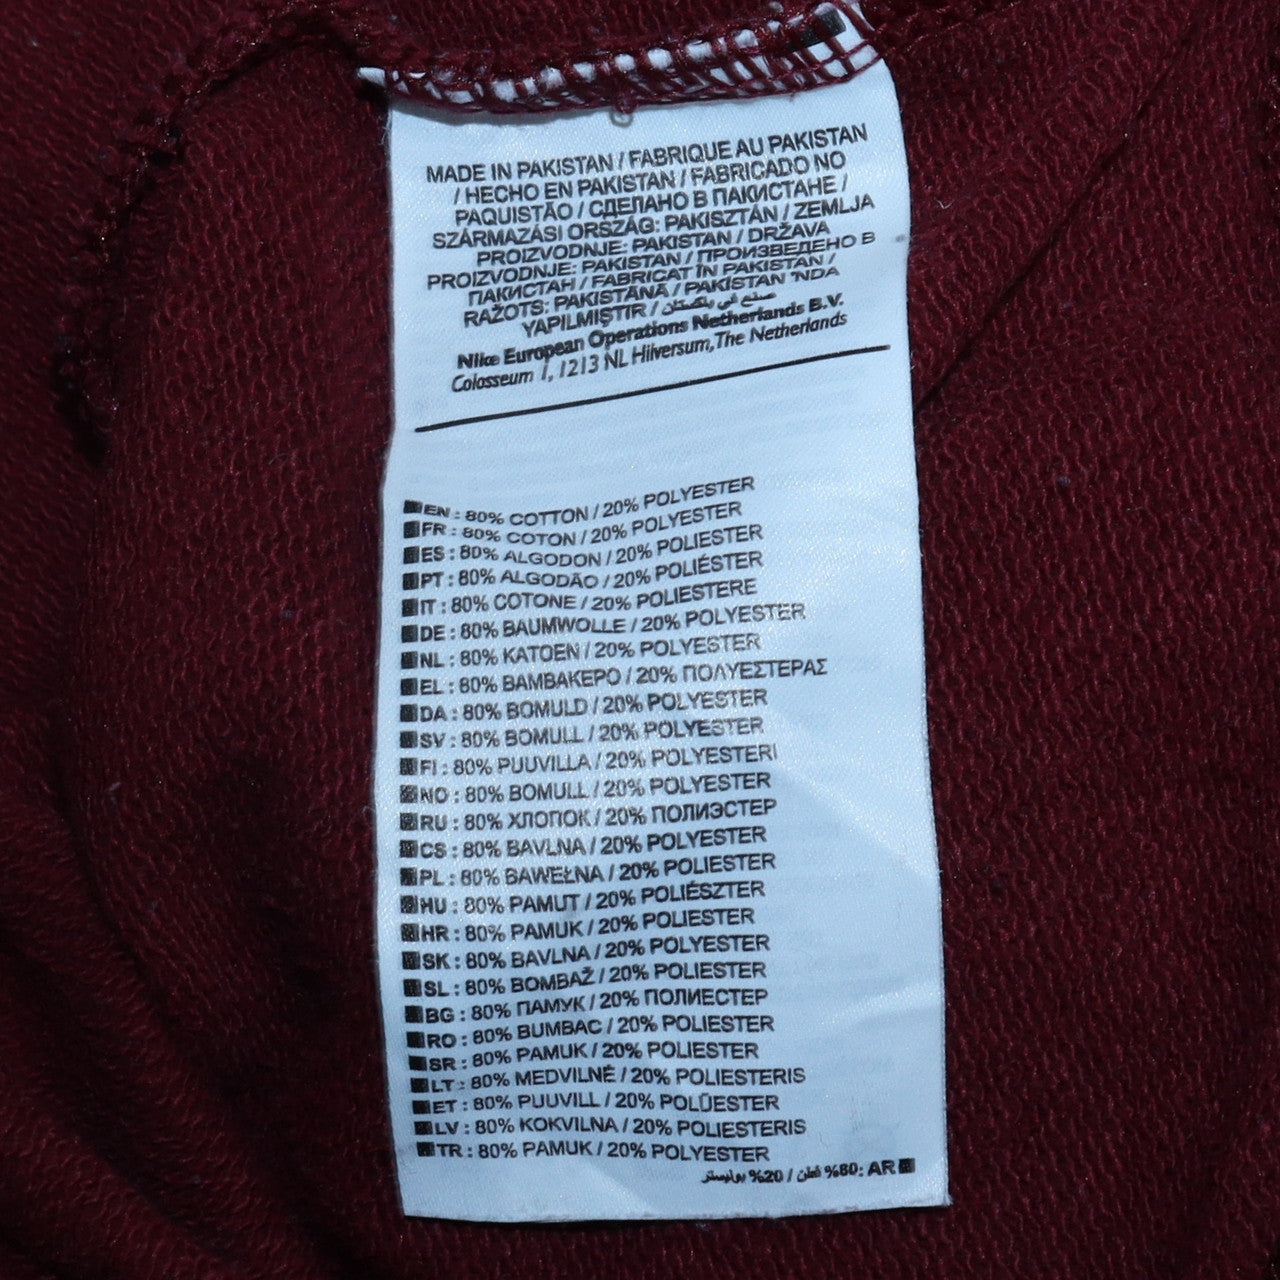 MADE IN PAKISTAN / FABRIQUE AU PAKISTAN
/ HECHO EN PAKISTAN / FABRICADO NO
PAQUISTÃO / СДЕЛАНО В ПАКИСТАНЕ /
SZÁRMAZÁSI ORSZÁG: PAKISZTÁN / ZEMLJA
PROIZVODNJE: PAKISTAN / DRŽAVA
PROIZVODNJE: PAKISTAN / ПРОИЗВЕДЕНО В
ПАКИСТАН / FABRICAT ÎN PAKISTAN /
RAŽOTS: PAKISTĀNĀ / PAKİSTAN 'NDA
YAPILMIŞTIR / صنع في باكستان
Nike European Operations Netherlands B.V.
Colosseum 1, 1213 NL Hilversum, The Netherlands
EN : 80% COTTON / 20% POLYESTER
FR : 80% COTON / 20% POLYESTER
ES : 80% ALGODON / 20% POLIESTER
PT : 80% ALGODÃO / 20% POLIÉSTER
IT : 80% COTONE / 20% POLIESTERE
DE : 80% BAUMWOLLE / 20% POLYESTER
NL : 80% KATOEN / 20% POLYESTER
EL : 80% ΒΑΜΒΑΚΕΡΟ / 20% ΠΟΛΥΕΣΤΕΡΑΣ
DA : 80% BOMULD / 20% POLYESTER
SV : 80% BOMULL / 20% POLYESTER
FI : 80% PUUVILLA / 20% POLYESTERI
NO : 80% BOMULL / 20% POLYESTER
RU : 80% ХЛОПОК / 20% ПОЛИЭСТЕР
CS : 80% BAVLNA / 20% POLYESTER
PL : 80% BAWEŁNA / 20% POLIESTER
HU : 80% PAMUT / 20% POLIÉSZTER
HR : 80% PAMUK / 20% POLIESTER
SK : 80% BAVLNA / 20% POLYESTER
SL : 80% BOMBAŽ / 20% POLIESTER
BG : 80% ПАМУК / 20% ПОЛИЕСТЕР
RO : 80% BUMBAC / 20% POLIESTER
SR : 80% PAMUK / 20% POLIESTER
LT : 80% MEDVILNĖ / 20% POLIESTERIS
ET : 80% PUUVILL / 20% POLÜESTER
LV : 80% KOKVILNA / 20% POLIESTERIS
TR : 80% PAMUK / 20% POLYESTER
AR :80% قطن / 20% بوليستر